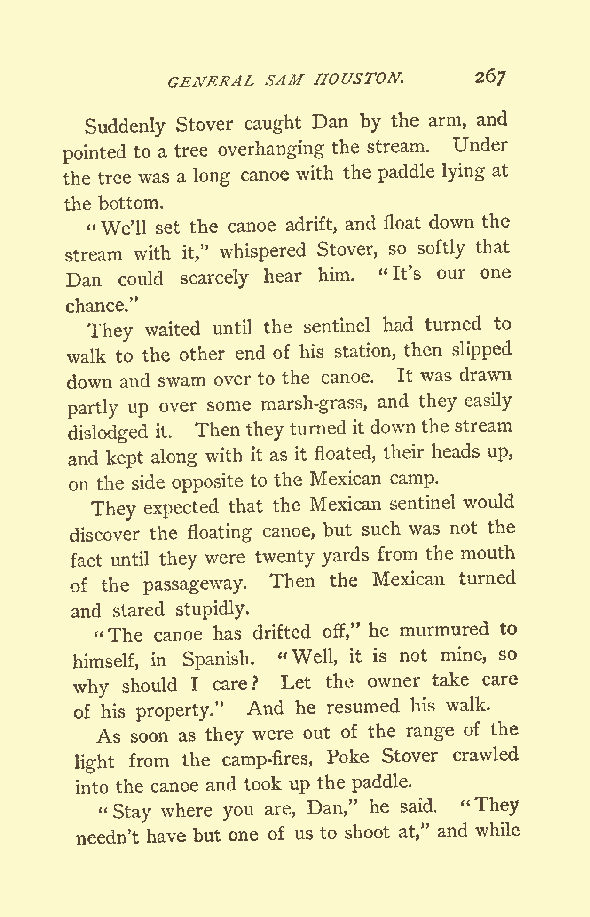 GENERAL SAM HOUSTON. 267
Suddenly Stover caught Dan by the arm, and
pointed to a tree overhanging the stream. Under
the tree was a long canoe with the paddle lying at
the bottom.
"We'll set the canoe adrift, and float down the
stream with it," whispered Stover, so softly that
Dan could scarcely hear him. "It's our one
chance."
They waited until the sentinel had turned to
walk to the other end of his station, then slipped
down and swam over to the canoe. It was drawn
partly up over some marsh-grass, and they easily
dislodged it. Then they turned it down the stream
and kept along with it as it floated, their heads up,
on the side opposite to the Mexican camp.
They expected that the Mexican sentinel would
discover the floating canoe, but such was not the
fact until they were twenty yards from the mouth
of the passageway. Then the Mexican turned
and stared stupidly.
"The canoe has drifted off," he murmured to
himself, in Spanish. "Well, it is not mine, so
why should I care? Let the owner take care
of his property." And he resumed his walk.
As soon as they were out of the range of the
light from the camp-fires, Poke Stover crawled
into the canoe and took up the paddle.
"Stay where you are, Dan," he said. "They
needn't have but one of us to shoot at," and while